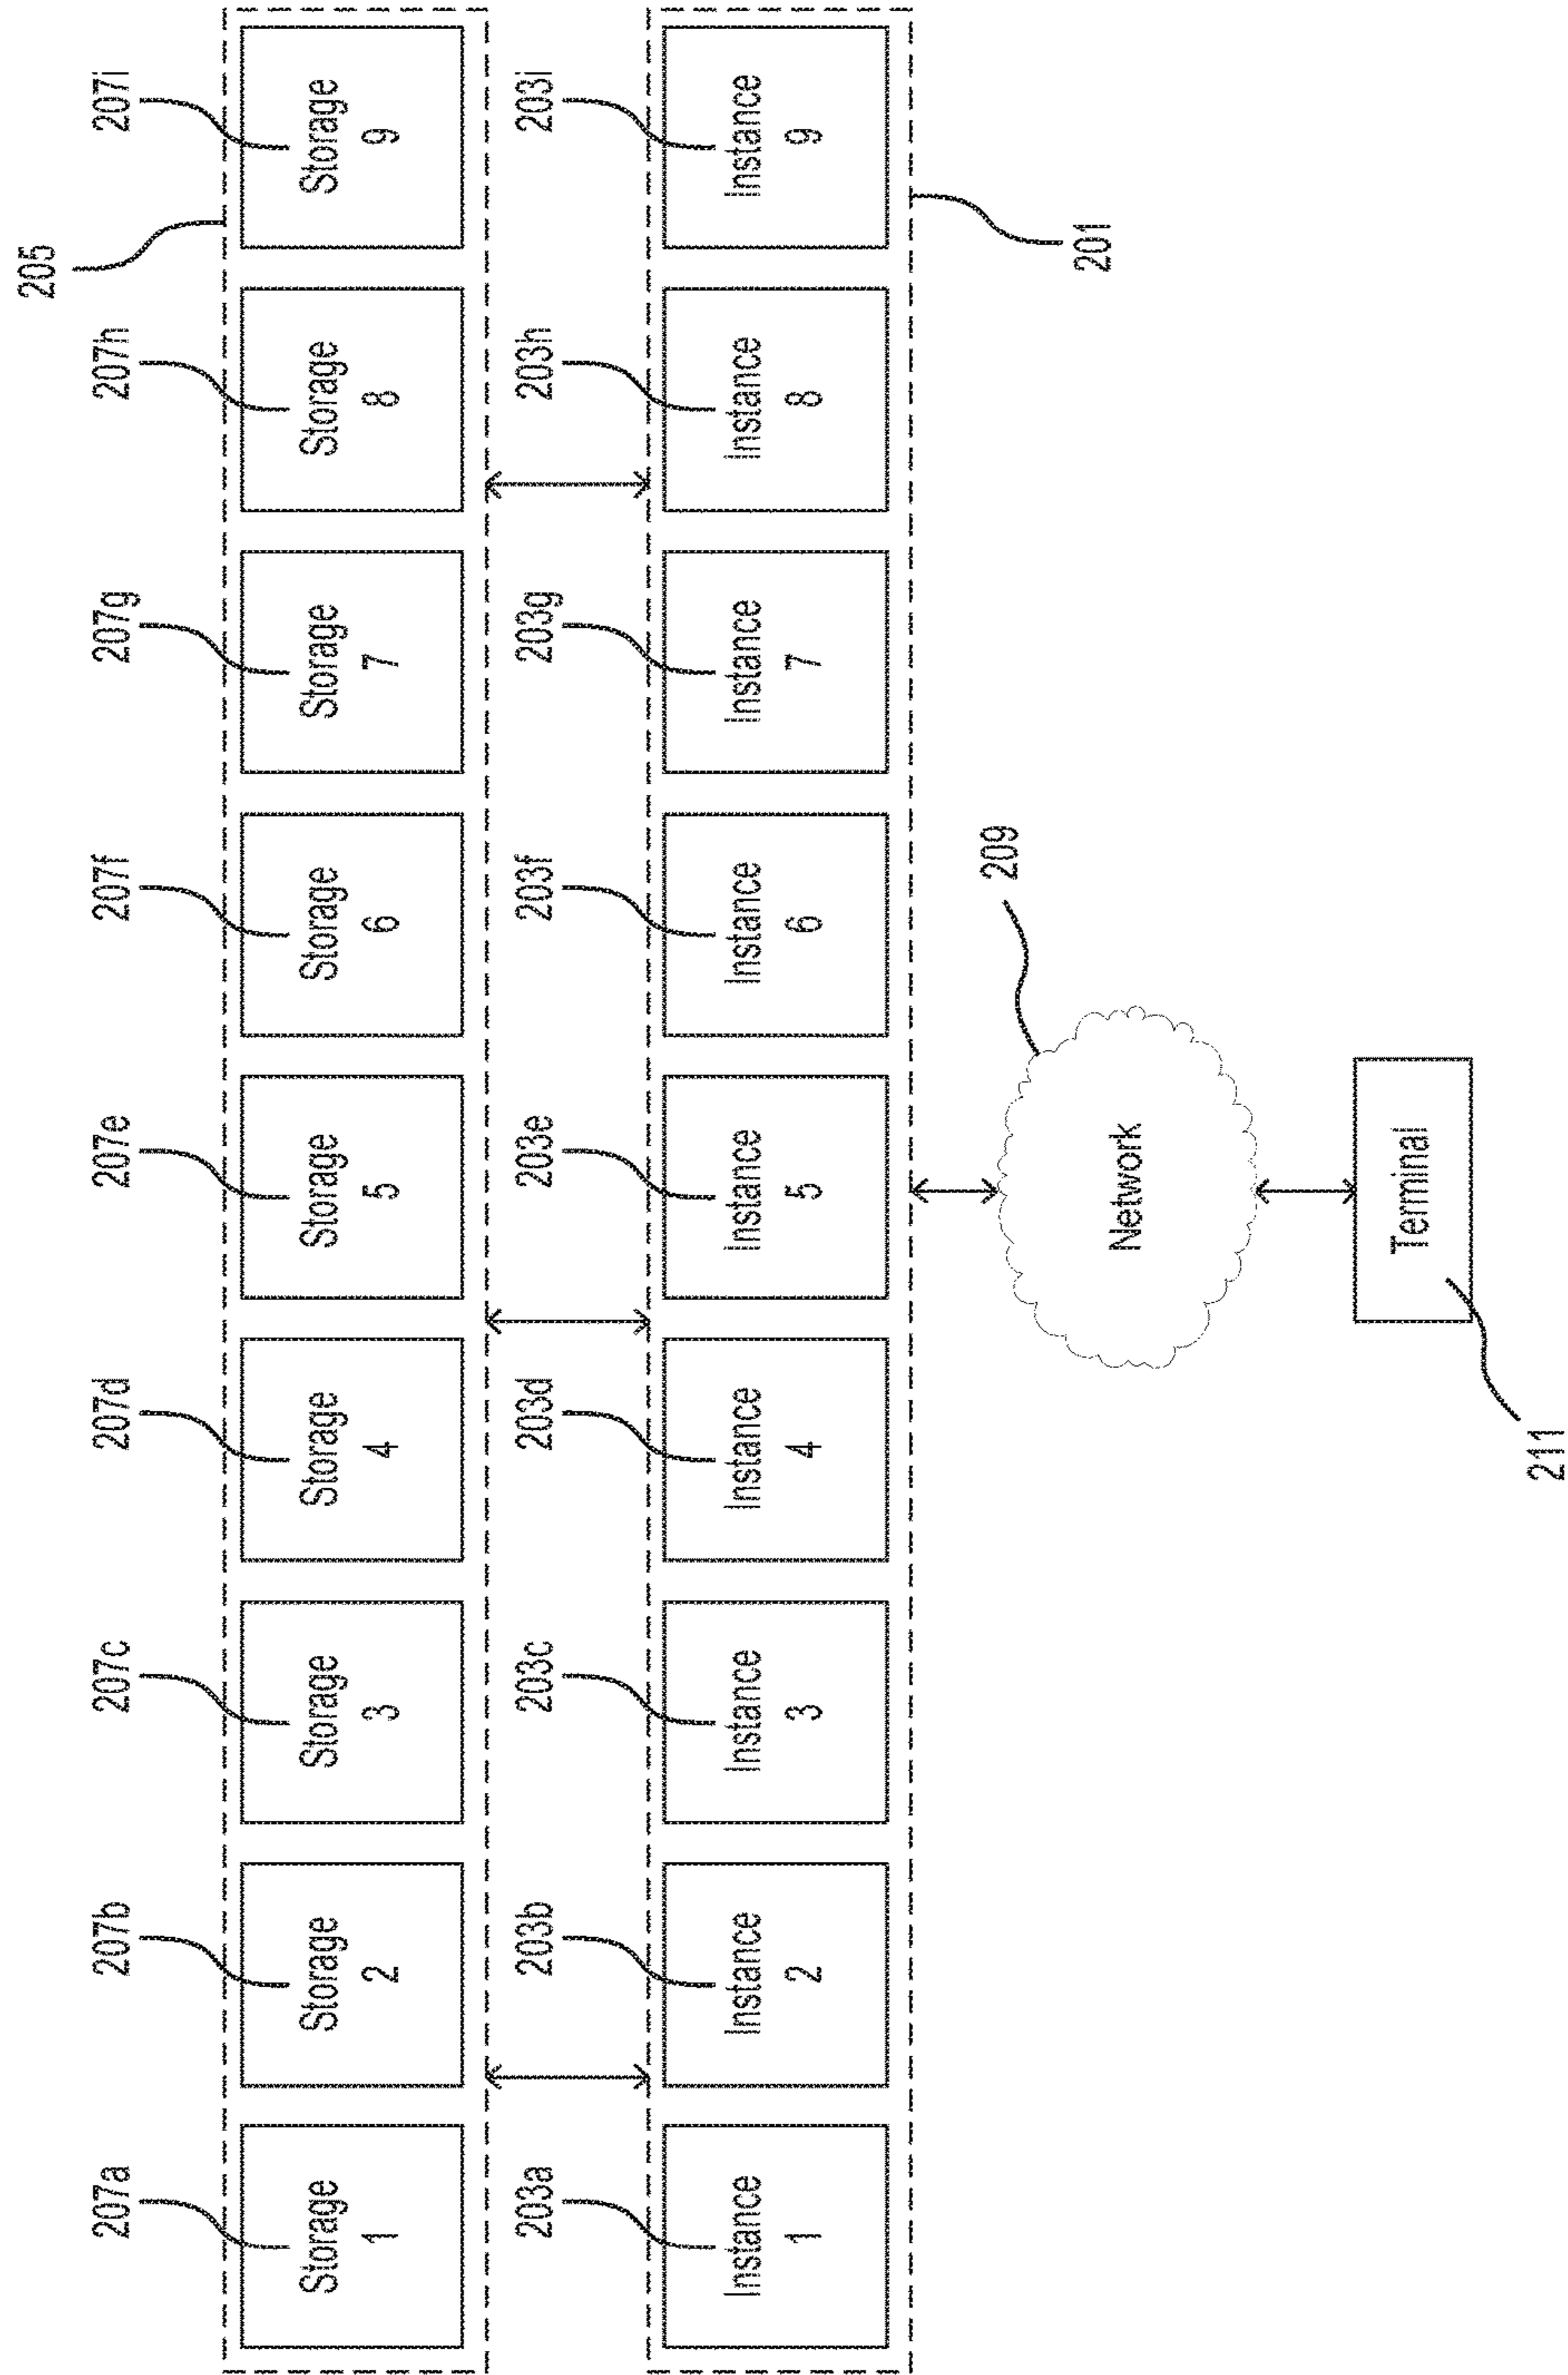 205
207a 207b 207c 207d 207e 207f 207g 207h 207i
Storage Storage Storage Storage Storage Storage Storage Storage Storage
1 2 3 4 5 6 7 8 9
203a 203b 203c 203d 203e 203f 203g 203h 203i
Instance Instance Instance Instance Instance Instance Instance Instance Instance
1 2 3 4 5 6 7 8 9
209
201
Network
Terminal
211